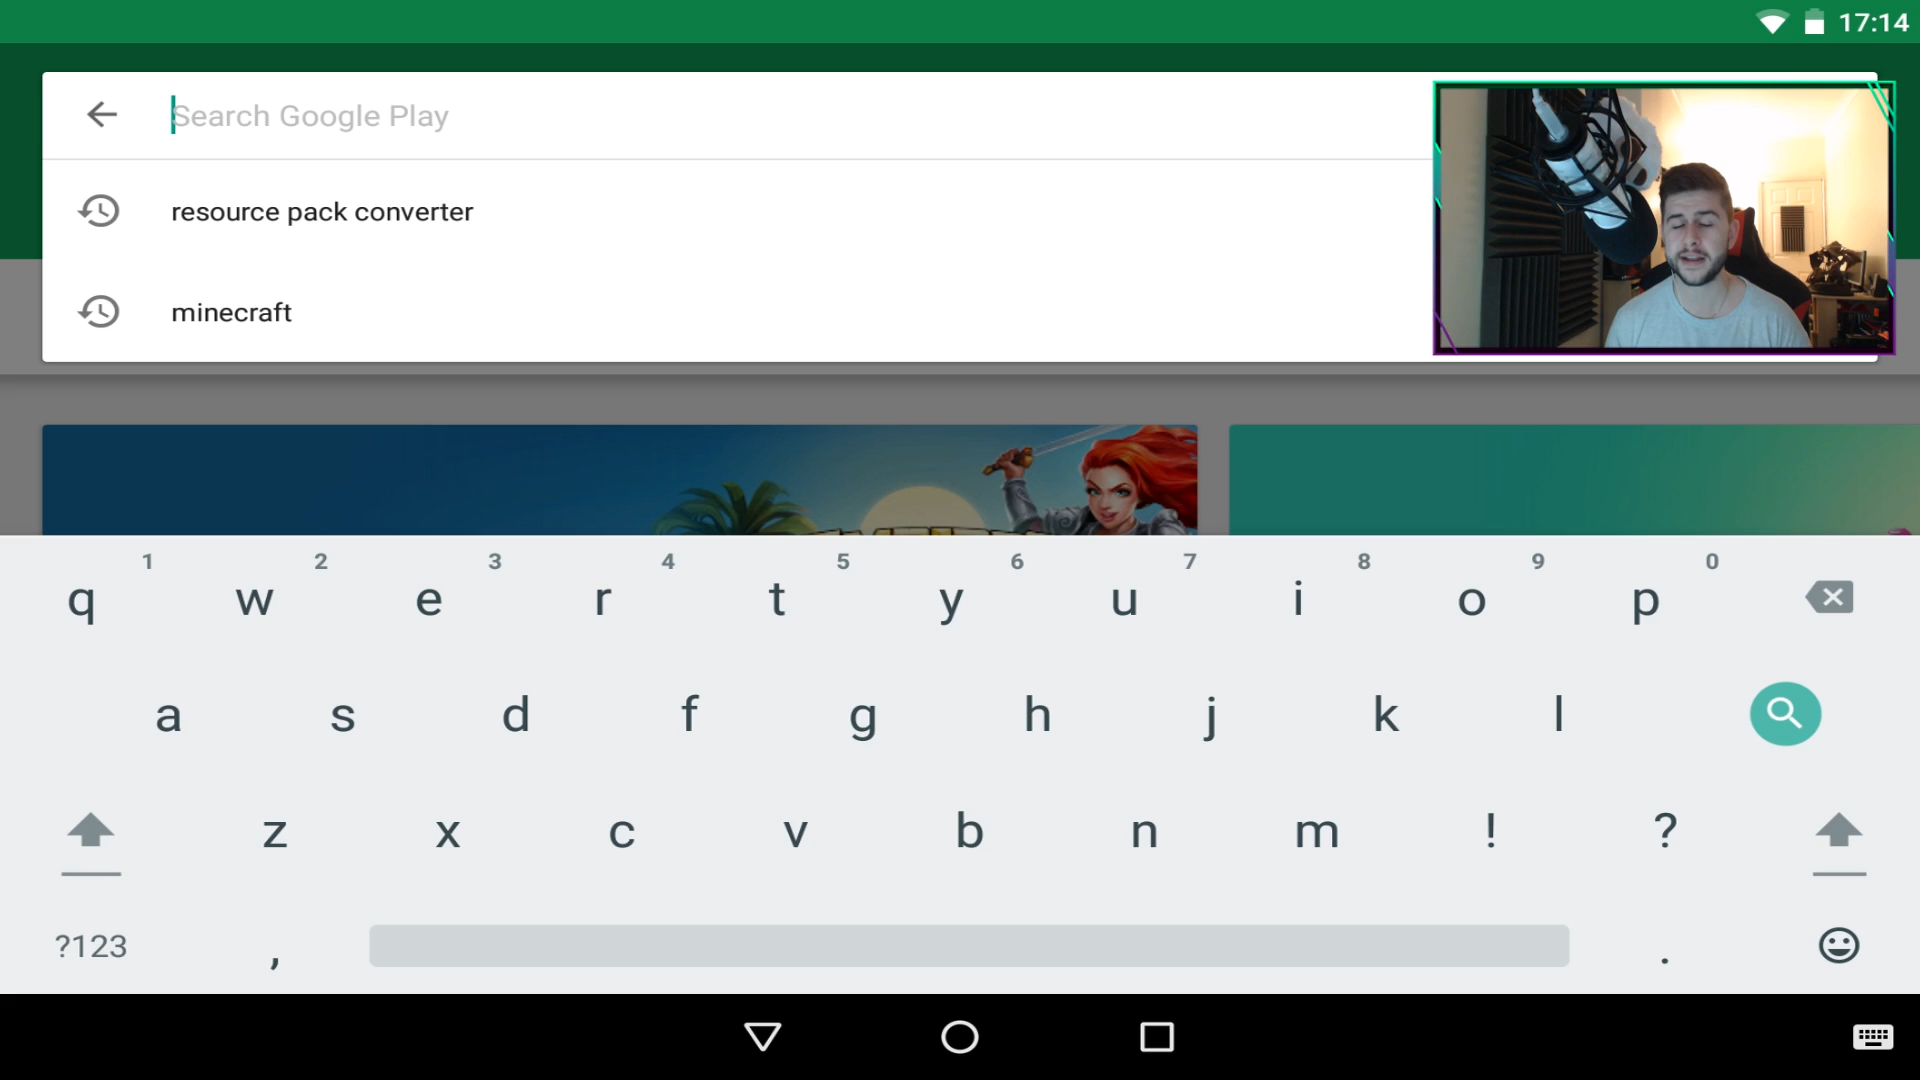 17:14
Search Google Play
resource pack converter
minecraft
1 2 3 4 5 6 7 8 9 0
q w e r t y u i o p
a s d f g h j k l
z x c v b n m ! ?
?123 , .